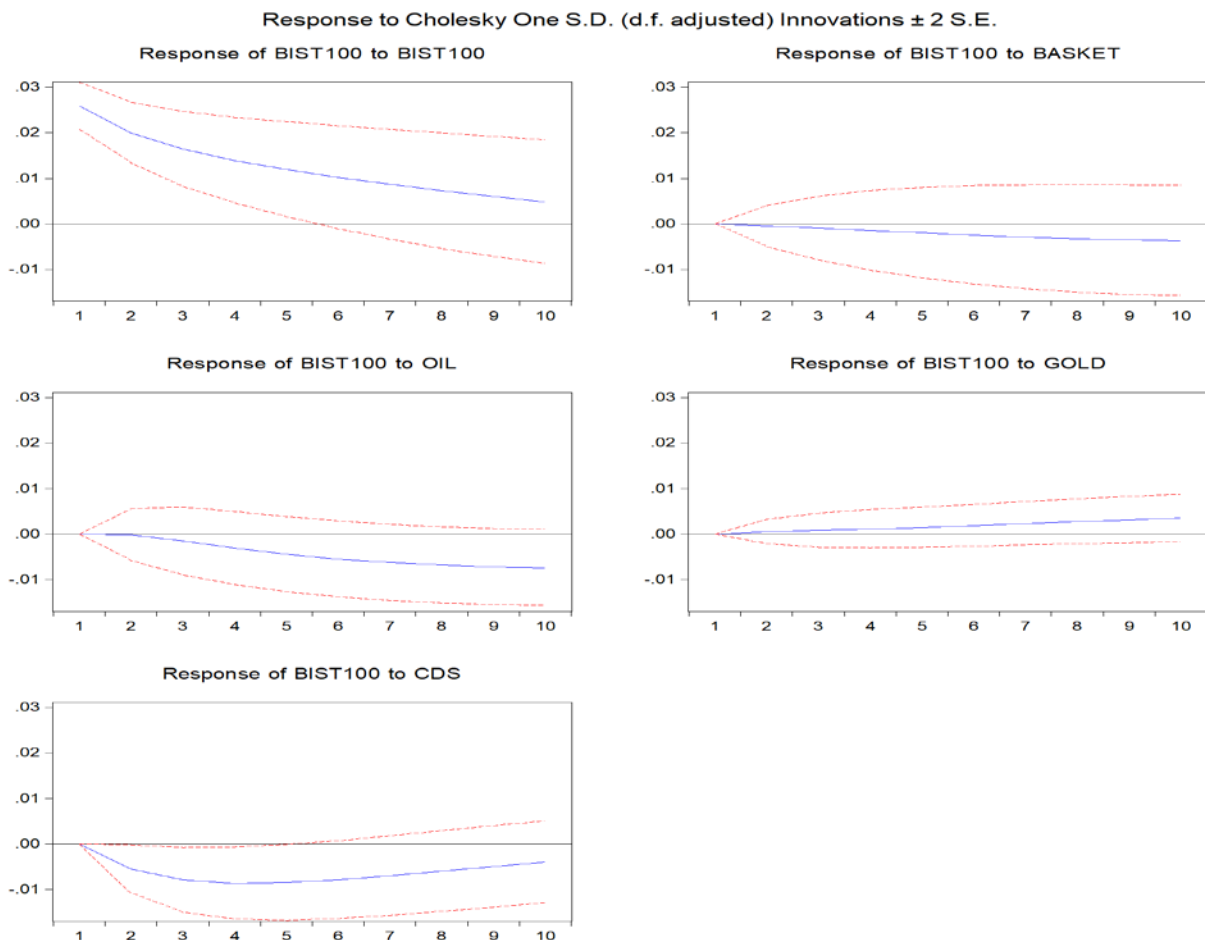 Response to Cholesky One S.D. (d.f. adjusted) Innovations ± 2 S.E.
Response of BIST100 to BIST100
.03
.02
.01
.00
-.01
1 2 3 4 5 6 7 8 9 10
Response of BIST100 to BASKET
.03
.02
.01
.00
-.01
1 2 3 4 5 6 7 8 9 10
Response of BIST100 to OIL
.03
.02
.01
.00
-.01
1 2 3 4 5 6 7 8 9 10
Response of BIST100 to GOLD
.03
.02
.01
.00
-.01
1 2 3 4 5 6 7 8 9 10
Response of BIST100 to CDS
.03
.02
.01
.00
-.01
1 2 3 4 5 6 7 8 9 10